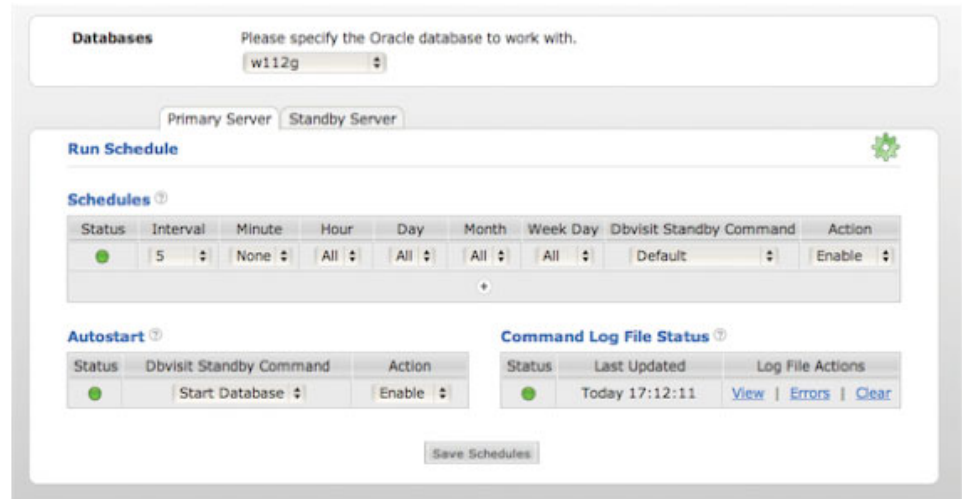 Databases Please specify the Oracle database to work with.
w112g
Primary Server Standby Server
Run Schedule
Schedules ?
Status Interval Minute Hour Day Month Week Day Dbvisit Standby Command Action
5 None All All All All Default Enable
+
Autostart ? Command Log File Status ?
Status Dbvisit Standby Command Action Status Last Updated Log File Actions
Start Database Enable Today 17:12:11 View | Errors | Clear
Save Schedules